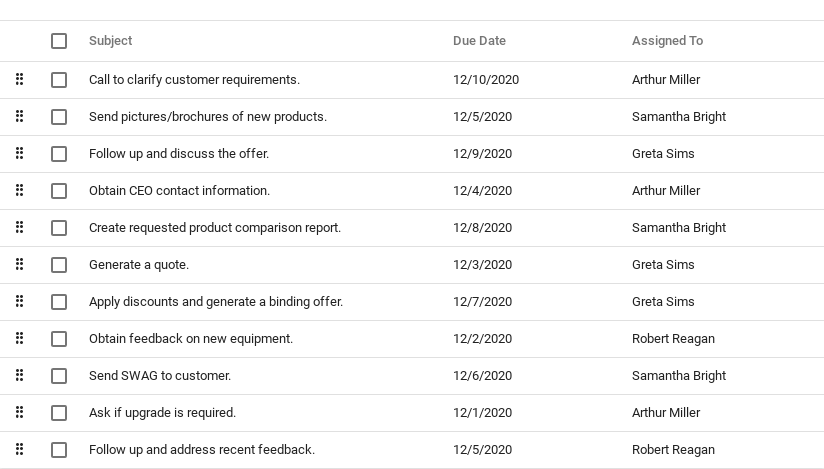 Subject Due Date Assigned To
Call to clarify customer requirements. 12/10/2020 Arthur Miller
Send pictures/brochures of new products. 12/5/2020 Samantha Bright
Follow up and discuss the offer. 12/9/2020 Greta Sims
Obtain CEO contact information. 12/4/2020 Arthur Miller
Create requested product comparison report. 12/8/2020 Samantha Bright
Generate a quote. 12/3/2020 Greta Sims
Apply discounts and generate a binding offer. 12/7/2020 Greta Sims
Obtain feedback on new equipment. 12/2/2020 Robert Reagan
Send SWAG to customer. 12/6/2020 Samantha Bright
Ask if upgrade is required. 12/1/2020 Arthur Miller
Follow up and address recent feedback. 12/5/2020 Robert Reagan